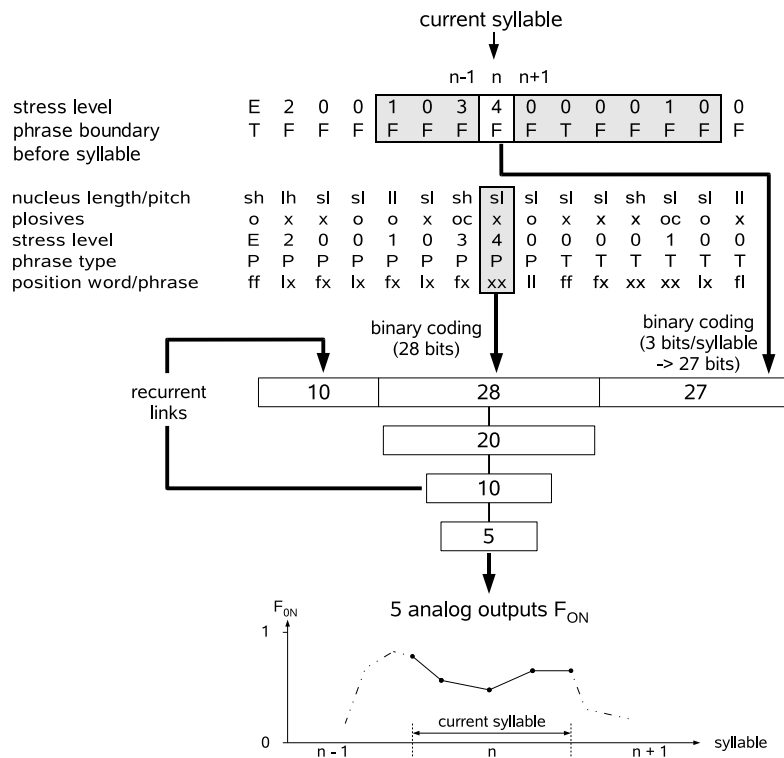 current syllable
n-1 n n+1
stress level E 2 0 0 1 0 3 4 0 0 0 0 1 0 0
phrase boundary T F F F F F F F F T F F F F F
before syllable
nucleus length/pitch sh lh sl sl ll sl sh sl sl sl sl sh sl sl ll
plosives o x x o o x oc x o x x x oc o x
stress level E 2 0 0 1 0 3 4 0 0 0 0 1 0 0
phrase type P P P P P P P P P T T T T T T
position word/phrase ff lx fx lx fx lx fx xx ll ff fx xx xx lx fl
binary coding
(28 bits)
binary coding
(3 bits/syllable
-> 27 bits)
recurrent
links
10 28 27
20
10
5
F0N
5 analog outputs F0N
1
current syllable
0
n - 1 n n + 1
syllable